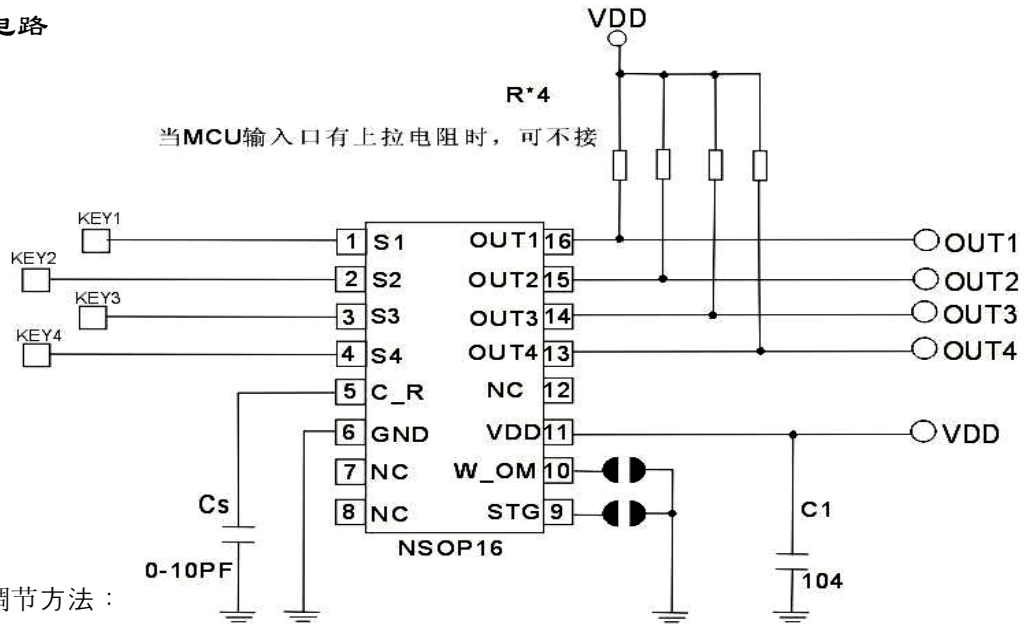 电路
VDD
R*4
当MCU输入口有上拉电阻时，可不接
KEY1
KEY2
KEY3
KEY4
1 S1 OUT1 16 OUT1
2 S2 OUT2 15 OUT2
3 S3 OUT3 14 OUT3
4 S4 OUT4 13 OUT4
5 C_R NC 12
6 GND VDD 11 VDD
7 NC W_OM 10
8 NC STG 9
NSOP16
Cs
0-10PF
C1
104
调节方法：